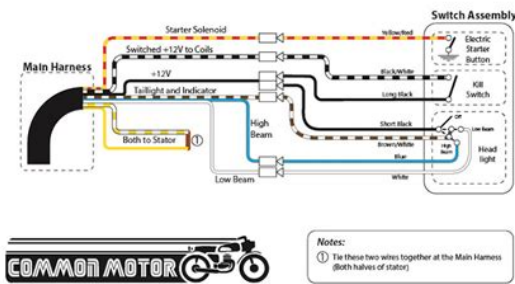 Switch Assembly
Starter Solenoid
Yellow/Red
Electric
Starter
Button
Switched +12V to Coils
Main Harness
+12V
Black/White
Kill
Switch
Taillight and Indicator
Long Black
Short Black
Off
Low Beam
High
Beam
Brown/White
High
Beam
Head
light
Both to Stator
1
Blue
Low Beam
White
COMMON MOTOR
Notes:
1 Tie these two wires together at the Main Harness
(Both halves of stator)